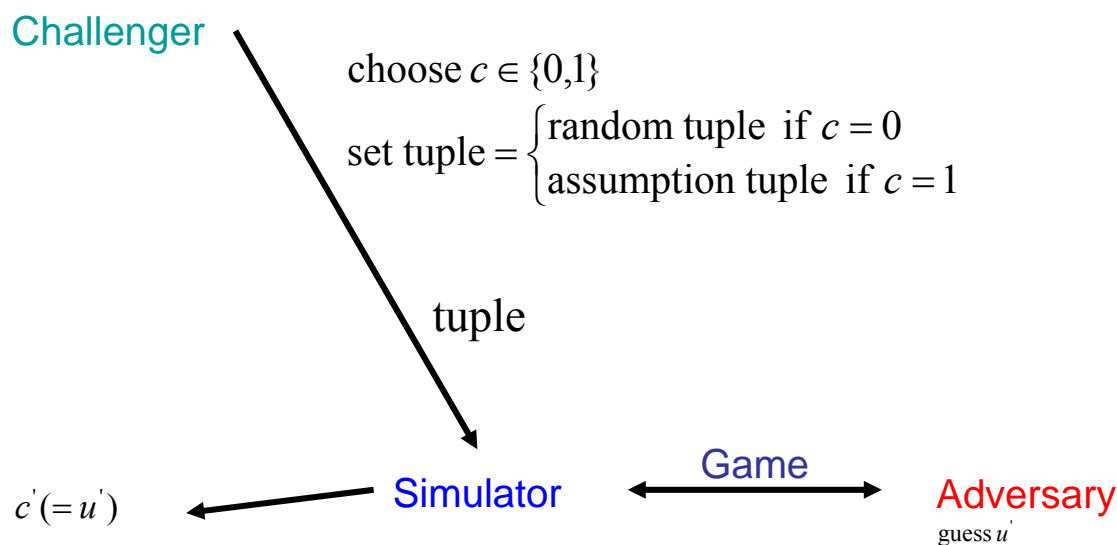 Challenger
choose c ∈ {0,1}
set tuple = { random tuple if c = 0
assumption tuple if c = 1
tuple
Game
Simulator
Adversary
c'(= u')
guess u'